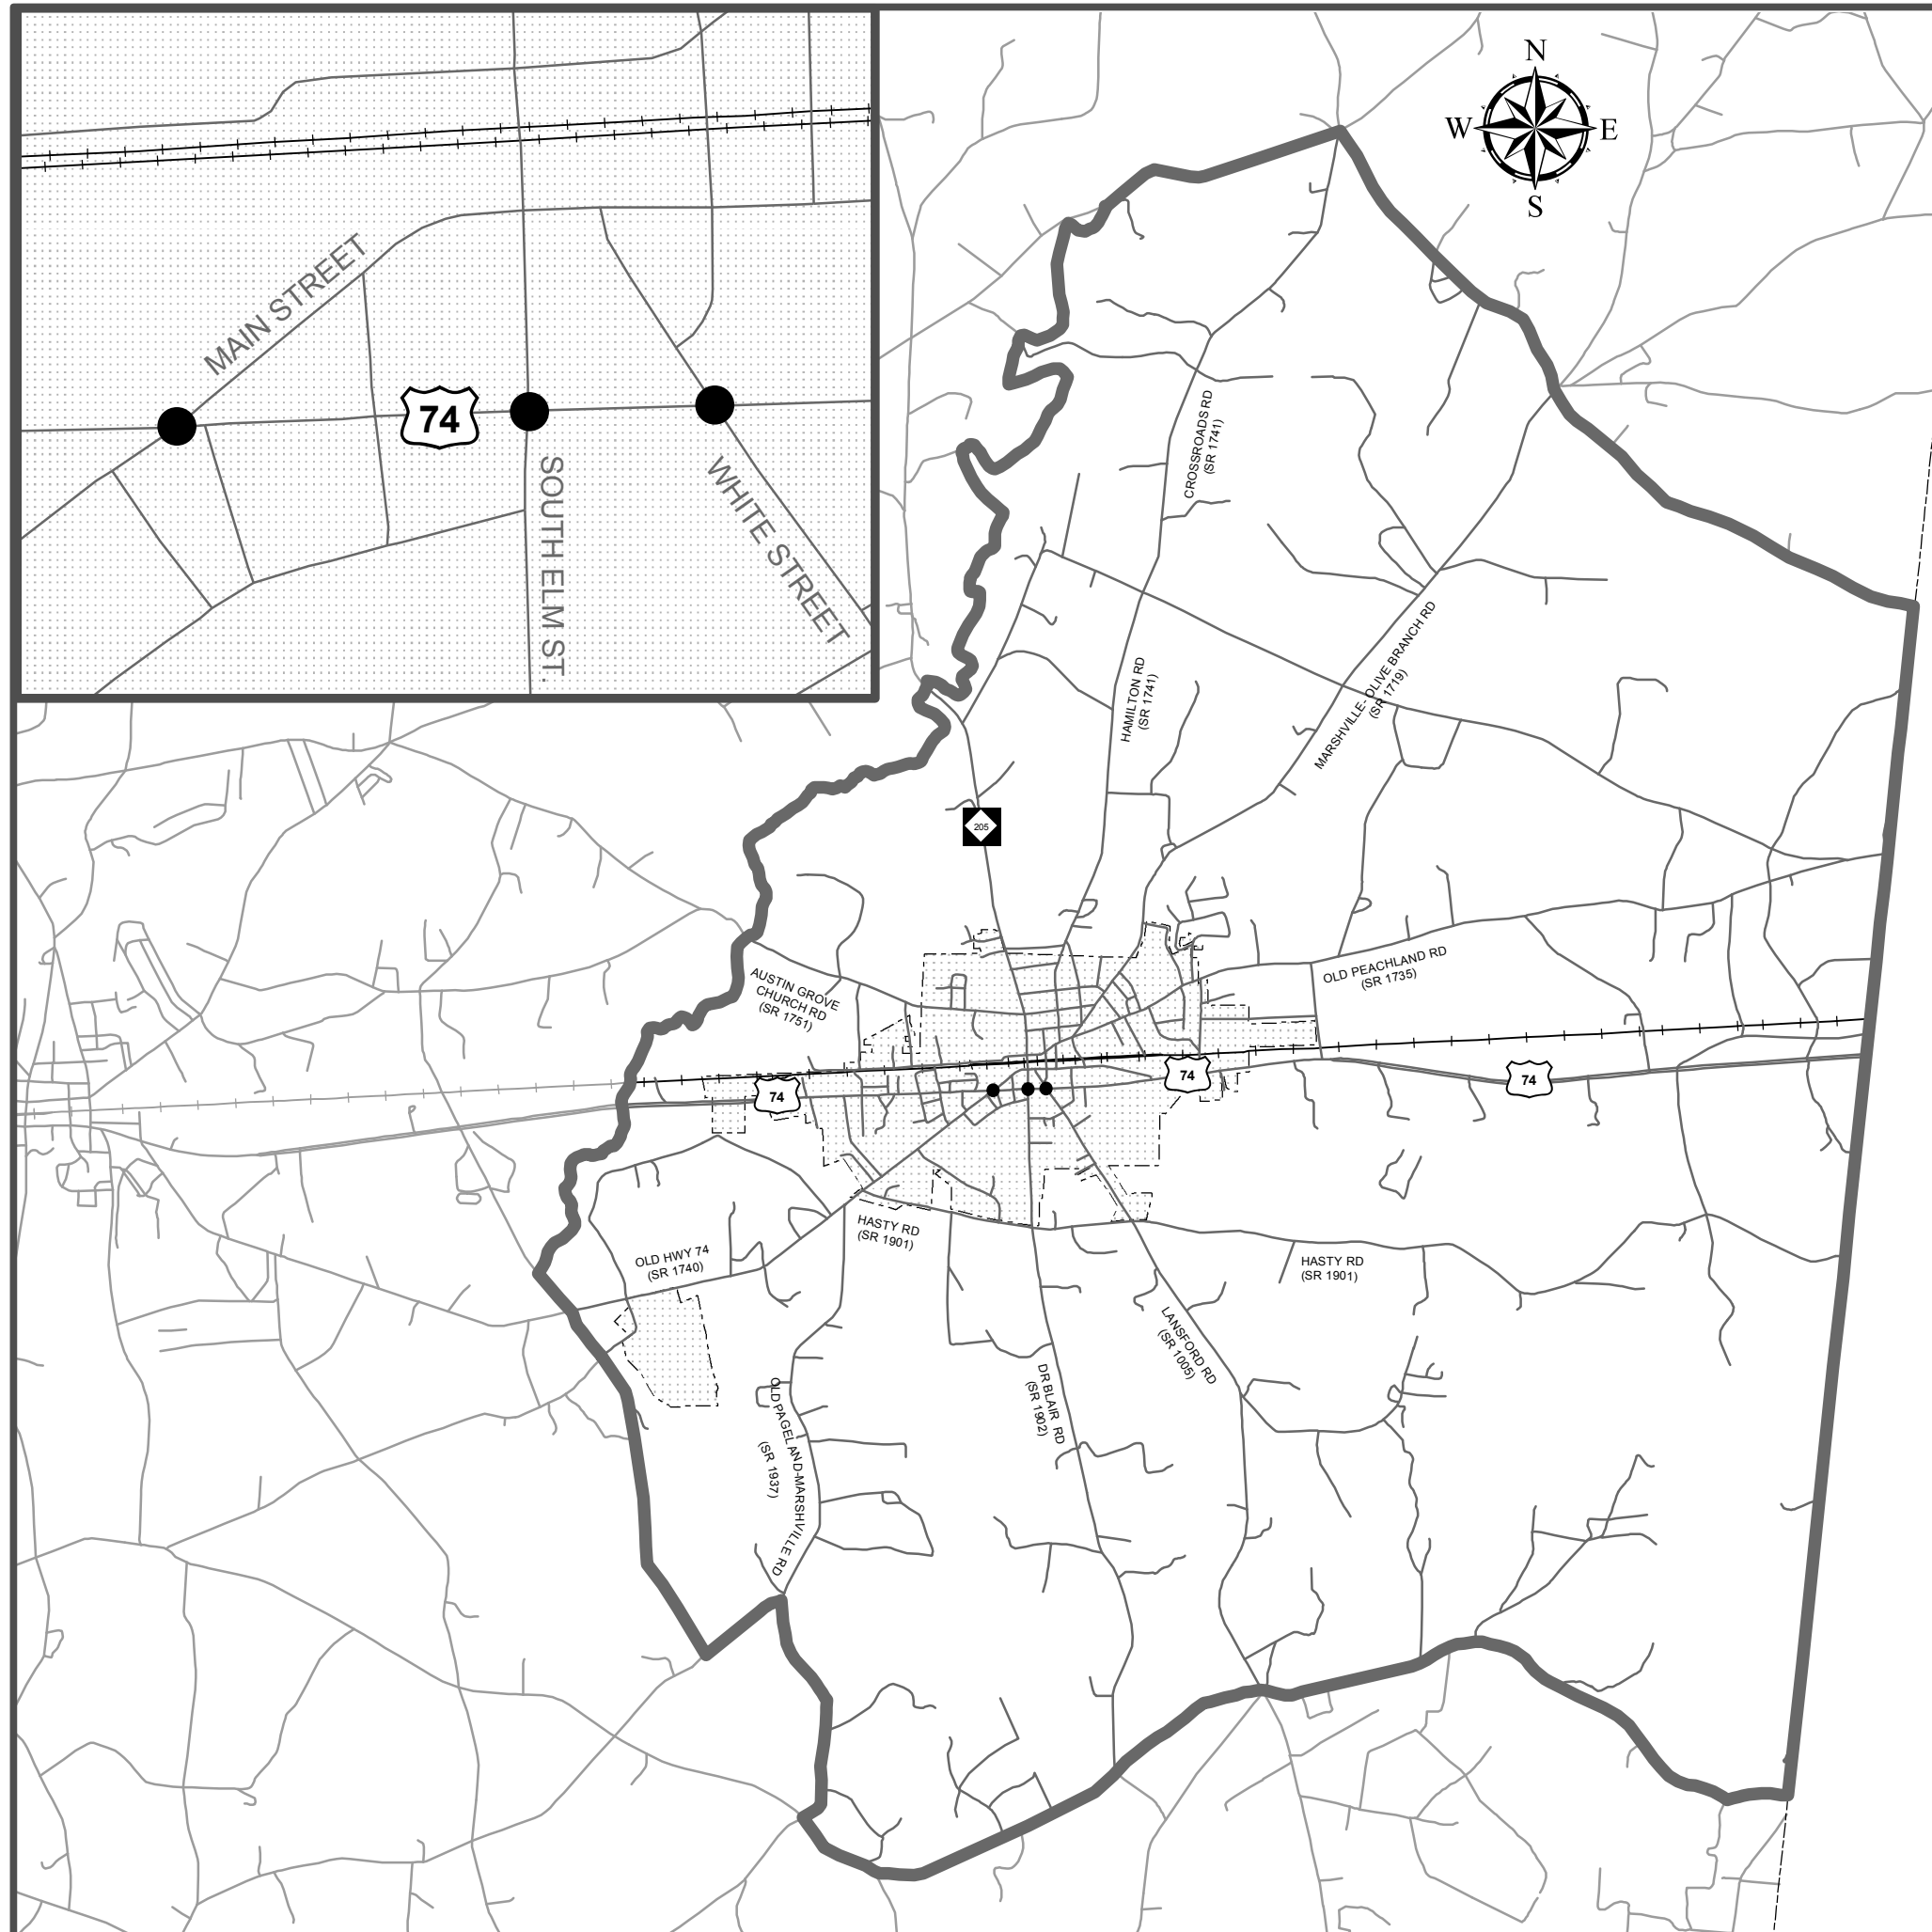 N
W
E
S
MAIN STREET
74
SOUTH ELM ST.
WHITE STREET
CROSSROADS RD
(SR 1741)
MARSHVILLE-OLIVE BRANCH RD
(SR 1719)
HAMILTON RD
(SR 1741)
205
AUSTIN GROVE
CHURCH RD
(SR 1751)
OLD PEACHLAND RD
(SR 1735)
74
74
74
HASTY RD
(SR 1901)
OLD HWY 74
(SR 1740)
HASTY RD
(SR 1901)
LANSFORD RD
(SR 1005)
DR BLAIR RD
(SR 1902)
OLD PAGELAND-MARSHVILLE RD
(SR 1937)